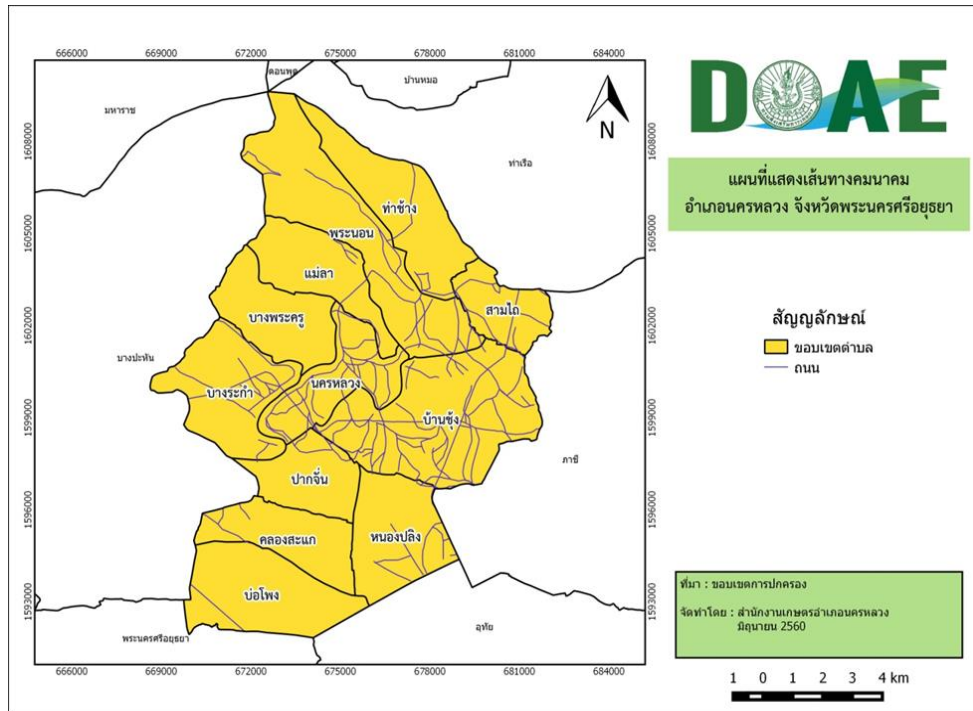 666000 669000 672000 675000 678000 681000 684000
ดอนพุด
บ้านหมอ
มหาราช
N
ท่าเรือ
1608000 1608000
ท่าช้าง
พระนอน
1605000 1605000
แม่ลา
สามไถ
บางพระครู
1602000 1602000
บางปะหัน
นครหลวง
บางระกำ
บ้านชุ้ง
1599000 1599000
ภาชี
ปากจั่น
1596000 1596000
คลองสะแก
หนองปลิง
บ่อโพง
1593000 1593000
พระนครศรีอยุธยา
อุทัย
666000 669000 672000 675000 678000 681000 684000
DOAE
แผนที่แสดงเส้นทางคมนาคม
อำเภอนครหลวง จังหวัดพระนครศรีอยุธยา
สัญญลักษณ์
ขอบเขตตำบล
ถนน
ที่มา : ขอบเขตการปกครอง
จัดทำโดย : สำนักงานเกษตรอำเภอนครหลวง
มิถุนายน 2560
1 0 1 2 3 4 km